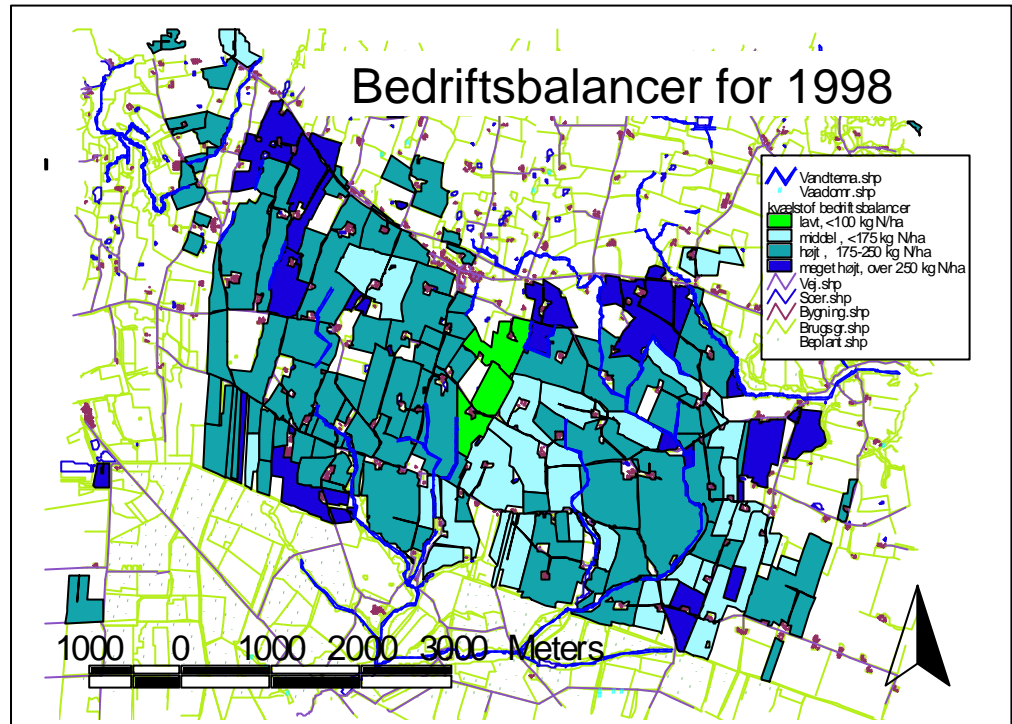 Bedriftsbalancer for 1998
Vandtema.shp
Vaadomr.shp
kvælstof bedriftsbalancer
lavt, <100 kg N/ha
middel , <175 kg N/ha
højt , 175-250 kg N/ha
meget højt, over 250 kg N/ha
Vej.shp
Soer.shp
Bygning.shp
Brugsgr.shp
Beplant.shp
1000 0 1000 2000 3000 Meters